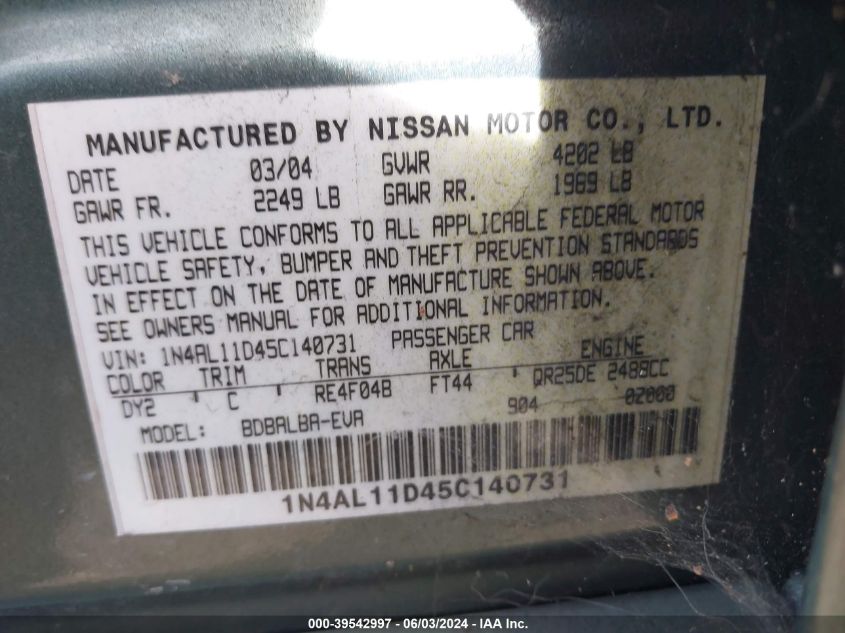 MANUFACTURED BY NISSAN MOTOR CO., LTD.
DATE 03/04 GVWR 4202 LB
GAWR FR. 2249 LB GAWR RR. 1989 LB
THIS VEHICLE CONFORMS TO ALL APPLICABLE FEDERAL MOTOR
VEHICLE SAFETY, BUMPER AND THEFT PREVENTION STANDARDS
IN EFFECT ON THE DATE OF MANUFACTURE SHOWN ABOVE.
SEE OWNERS MANUAL FOR ADDITIONAL INFORMATION.
VIN: 1N4AL11D45C140731 PASSENGER CAR
COLOR TRIM TRANS AXLE ENGINE
DY2 C RE4F04B FT44 QR25DE 2488CC
MODEL: BDBALBA-EVA 904 02000
1N4AL11D45C140731
000-39542997 - 06/03/2024 - IAA Inc.